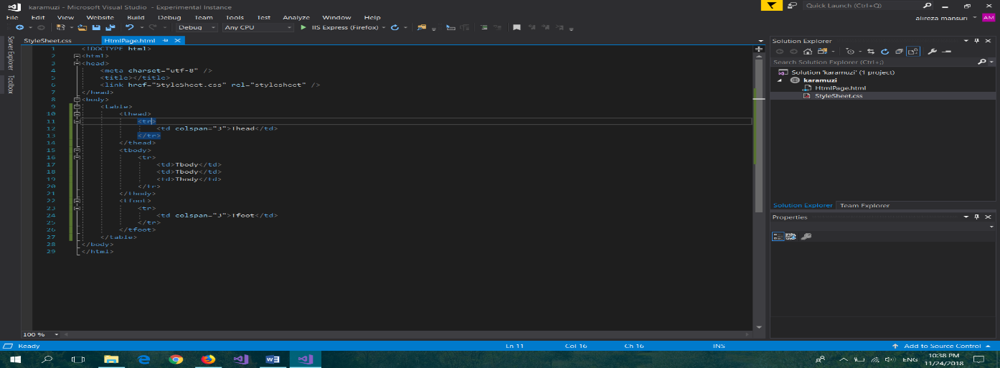 karamuzi - Microsoft Visual Studio - Experimental Instance
Quick Launch (Ctrl+Q)
File Edit View Website Build Debug Team Tools Test Analyze Window Help
alireza mansuri AM
Debug Any CPU IIS Express (Firefox)
Server Explorer
Toolbox
StyleSheet.css HtmlPage.html
1 <!DOCTYPE html>
2 <html>
3 <head>
4 <meta charset="utf-8" />
5 <title></title>
6 <link href="StyleSheet.css" rel="stylesheet" />
7 </head>
8 <body>
9 <table>
10 <thead>
11 <tr>
12 <td colspan="3">Thead</td>
13 </tr>
14 </thead>
15 <tbody>
16 <tr>
17 <td>Tbody</td>
18 <td>Tbody</td>
19 <td>Tbody</td>
20 </tr>
21 </tbody>
22 <tfoot>
23 <tr>
24 <td colspan="3">Tfoot</td>
25 </tr>
26 </tfoot>
27 </table>
28 </body>
29 </html>
100 %
Solution Explorer
Search Solution Explorer (Ctrl+;)
Solution 'karamuzi' (1 project)
karamuzi
HtmlPage.html
StyleSheet.css
Solution Explorer Team Explorer
Properties
Ready Ln 11 Col 16 Ch 16 INS Add to Source Control
ENG 10:38 PM
11/24/2018